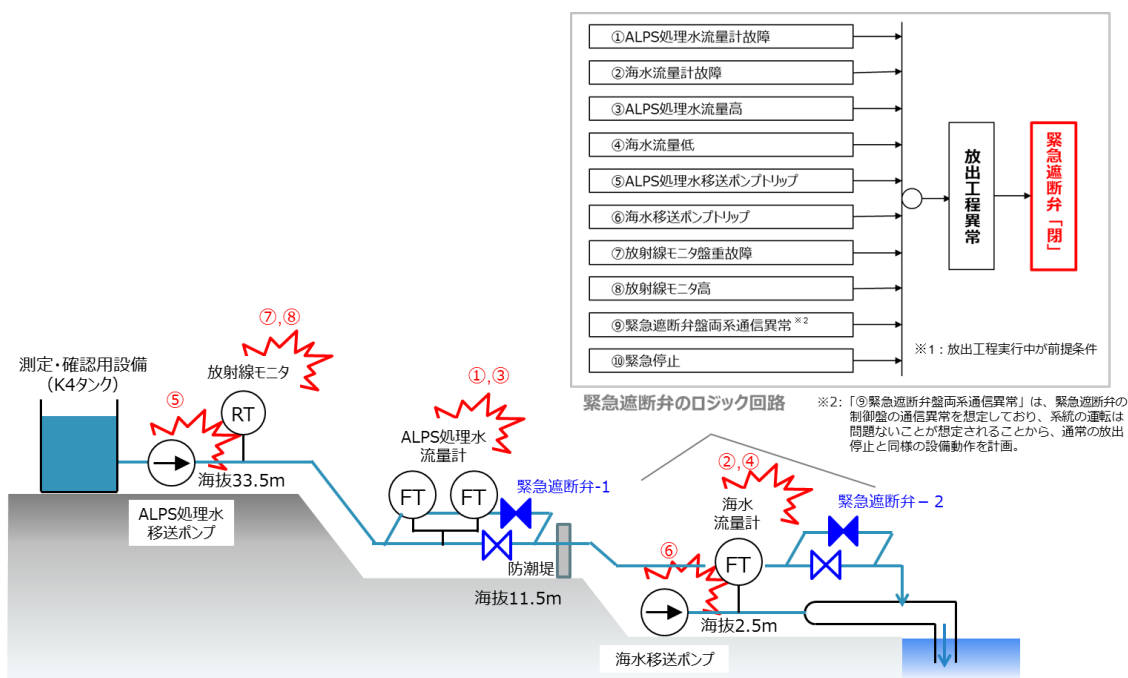 ①ALPS処理水流量計故障
②海水流量計故障
③ALPS処理水流量高
④海水流量低
⑤ALPS処理水移送ポンプトリップ
⑥海水移送ポンプトリップ
⑦放射線モニタ盤重故障
⑧放射線モニタ高
⑨緊急遮断弁盤両系通信異常※2
⑩緊急停止
放出工程異常
緊急遮断弁「閉」
※1：放出工程実行中が前提条件
緊急遮断弁のロジック回路
※2：「⑨緊急遮断弁盤両系通信異常」は、緊急遮断弁の
制御盤の通信異常を想定しており、系統の運転は
問題ないことが想定されることから、通常の放出
停止と同様の設備動作を計画。
測定・確認用設備
（K4タンク）
⑤
⑦,⑧
放射線モニタ
RT
海抜33.5m
ALPS処理水
移送ポンプ
①,③
ALPS処理水
流量計
FT
FT
緊急遮断弁-1
防潮堤
海抜11.5m
②,④
海水
流量計
FT
緊急遮断弁－2
⑥
海抜2.5m
海水移送ポンプ